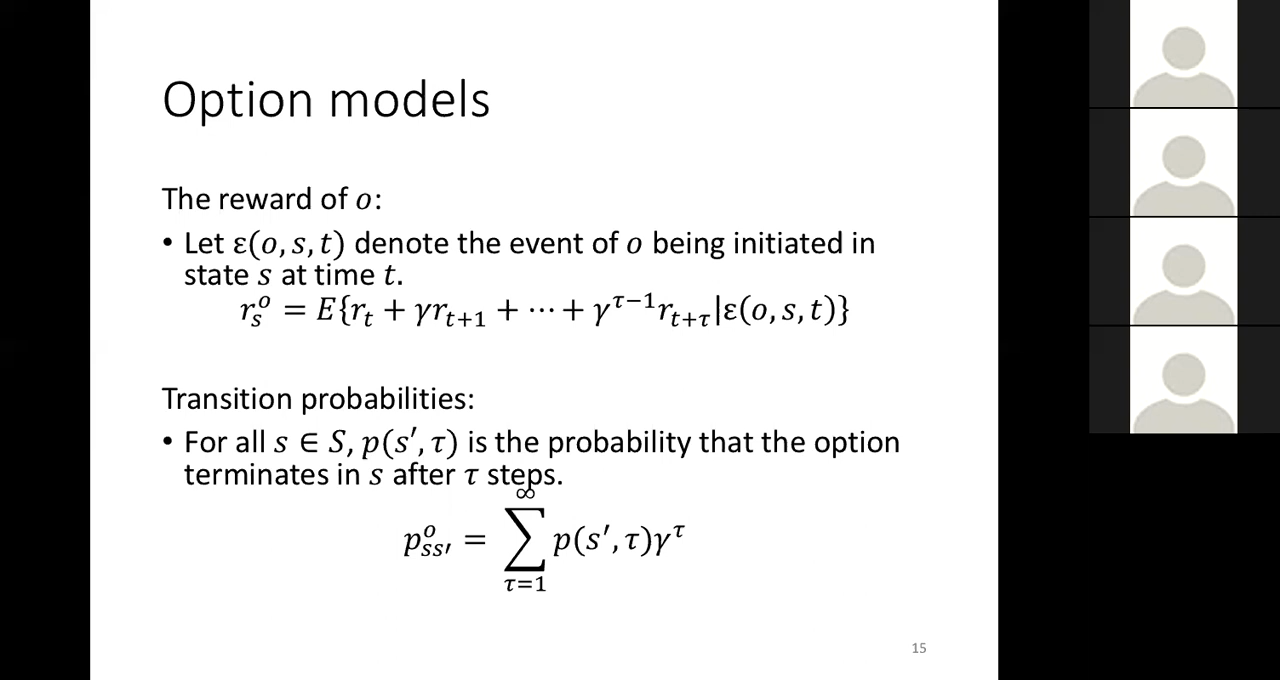 Option models
The reward of o:
• Let ε(o, s, t) denote the event of o being initiated in
state s at time t.
r_s^o = E{r_t + γr_{t+1} + ⋯ + γ^{τ−1}r_{t+τ}|ε(o, s, t)}
Transition probabilities:
• For all s ∈ S, p(s′, τ) is the probability that the option
terminates in s after τ steps.
p_{ss′}^o = ∑_{τ=1}^{∞} p(s′, τ)γ^τ
15